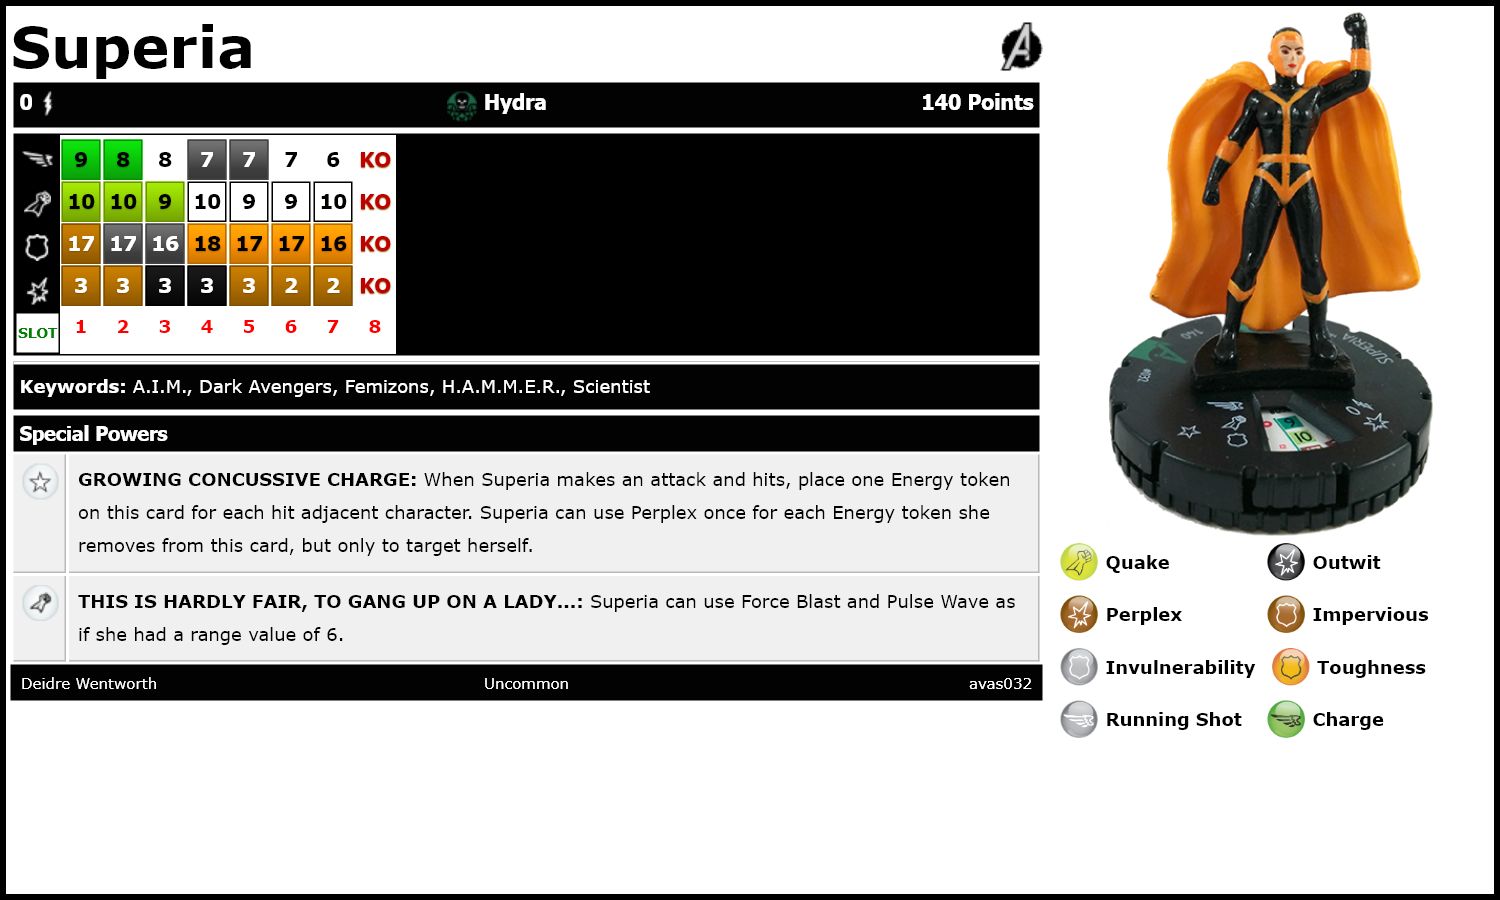 Superia
0 Hydra 140 Points
9 8 8 7 7 7 6 KO
10 10 9 10 9 9 10 KO
17 17 16 18 17 17 16 KO
3 3 3 3 3 2 2 KO
SLOT 1 2 3 4 5 6 7 8
Keywords: A.I.M., Dark Avengers, Femizons, H.A.M.M.E.R., Scientist
Special Powers
GROWING CONCUSSIVE CHARGE: When Superia makes an attack and hits, place one Energy token
on this card for each hit adjacent character. Superia can use Perplex once for each Energy token she
removes from this card, but only to target herself.
THIS IS HARDLY FAIR, TO GANG UP ON A LADY...: Superia can use Force Blast and Pulse Wave as
if she had a range value of 6.
Deidre Wentworth Uncommon avas032
140 SUPERIA
#032
0
9
10
Quake Outwit
Perplex Impervious
Invulnerability Toughness
Running Shot Charge